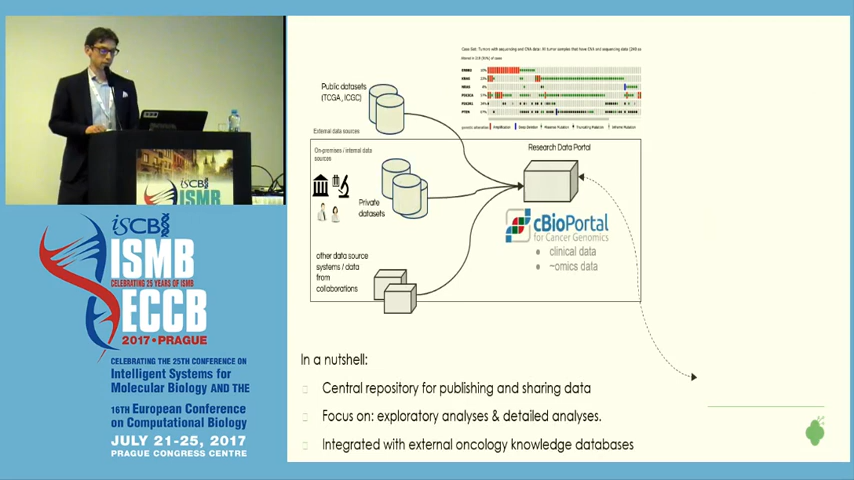 iSCB
ISMB
iSCB
ISMB
CELEBRATING 25 YEARS OF ISMB
ECCB
2017 • PRAGUE
CELEBRATING THE 25TH CONFERENCE ON
Intelligent Systems for
Molecular Biology AND THE
16TH European Conference
on Computational Biology
JULY 21-25, 2017
PRAGUE CONGRESS CENTRE
Public datasets
(TCGA, ICGC)
External data sources
On-premises / internal data
sources
Private
datasets
other data source
systems / data
from
collaborations
Research Data Portal
cBioPortal
for Cancer Genomics
clinical data
~omics data
In a nutshell:
Central repository for publishing and sharing data
Focus on: exploratory analyses & detailed analyses.
Integrated with external oncology knowledge databases